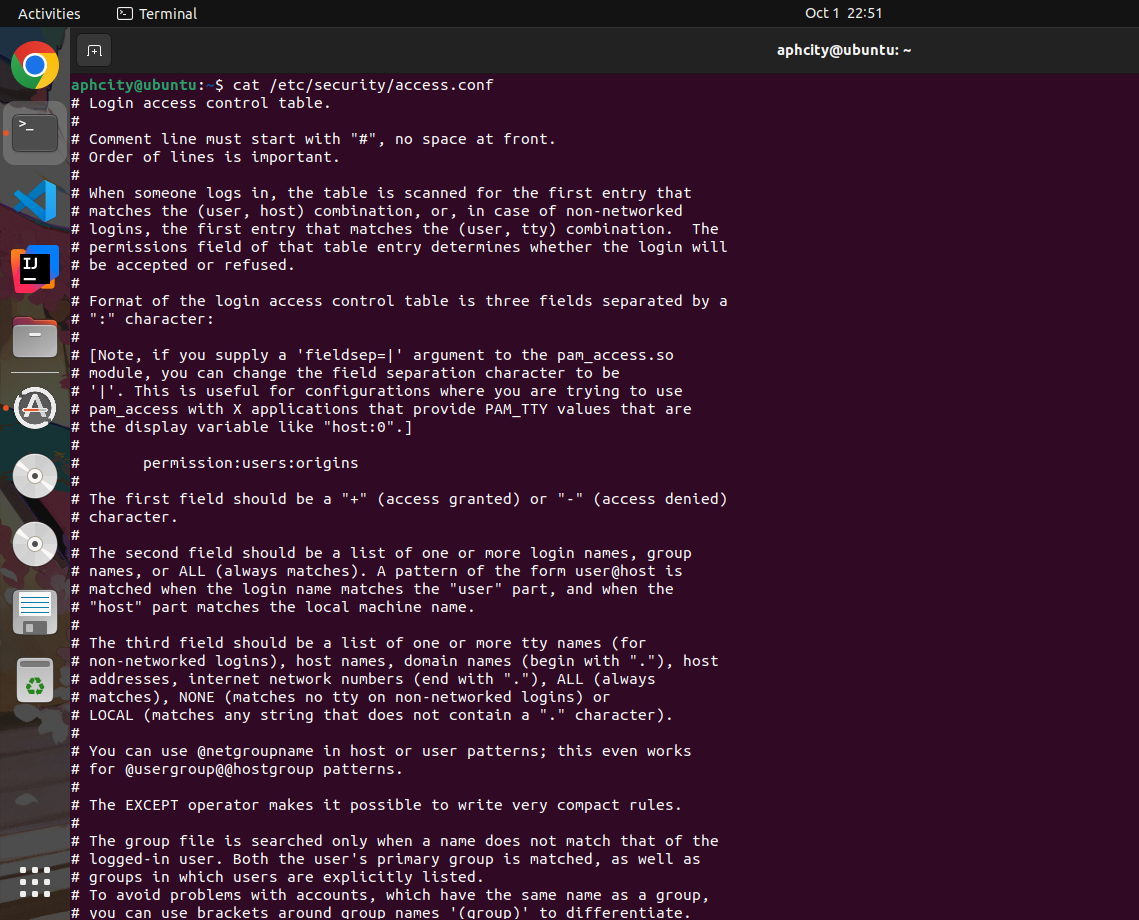 Activities
Terminal
Oct 1 22:51
aphcity@ubuntu: ~
aphcity@ubuntu:~$ cat /etc/security/access.conf
# Login access control table.
#
# Comment line must start with "#", no space at front.
# Order of lines is important.
#
# When someone logs in, the table is scanned for the first entry that
# matches the (user, host) combination, or, in case of non-networked
# logins, the first entry that matches the (user, tty) combination.  The
# permissions field of that table entry determines whether the login will
# be accepted or refused.
#
# Format of the login access control table is three fields separated by a
# ":" character:
#
# [Note, if you supply a 'fieldsep=|' argument to the pam_access.so
# module, you can change the field separation character to be
# '|'. This is useful for configurations where you are trying to use
# pam_access with X applications that provide PAM_TTY values that are
# the display variable like "host:0".]
#
#       permission:users:origins
#
# The first field should be a "+" (access granted) or "-" (access denied)
# character.
#
# The second field should be a list of one or more login names, group
# names, or ALL (always matches). A pattern of the form user@host is
# matched when the login name matches the "user" part, and when the
# "host" part matches the local machine name.
#
# The third field should be a list of one or more tty names (for
# non-networked logins), host names, domain names (begin with "."), host
# addresses, internet network numbers (end with "."), ALL (always
# matches), NONE (matches no tty on non-networked logins) or
# LOCAL (matches any string that does not contain a "." character).
#
# You can use @netgroupname in host or user patterns; this even works
# for @usergroup@@hostgroup patterns.
#
# The EXCEPT operator makes it possible to write very compact rules.
#
# The group file is searched only when a name does not match that of the
# logged-in user. Both the user's primary group is matched, as well as
# groups in which users are explicitly listed.
# To avoid problems with accounts, which have the same name as a group,
# you can use brackets around group names '(group)' to differentiate.
>_
IJ